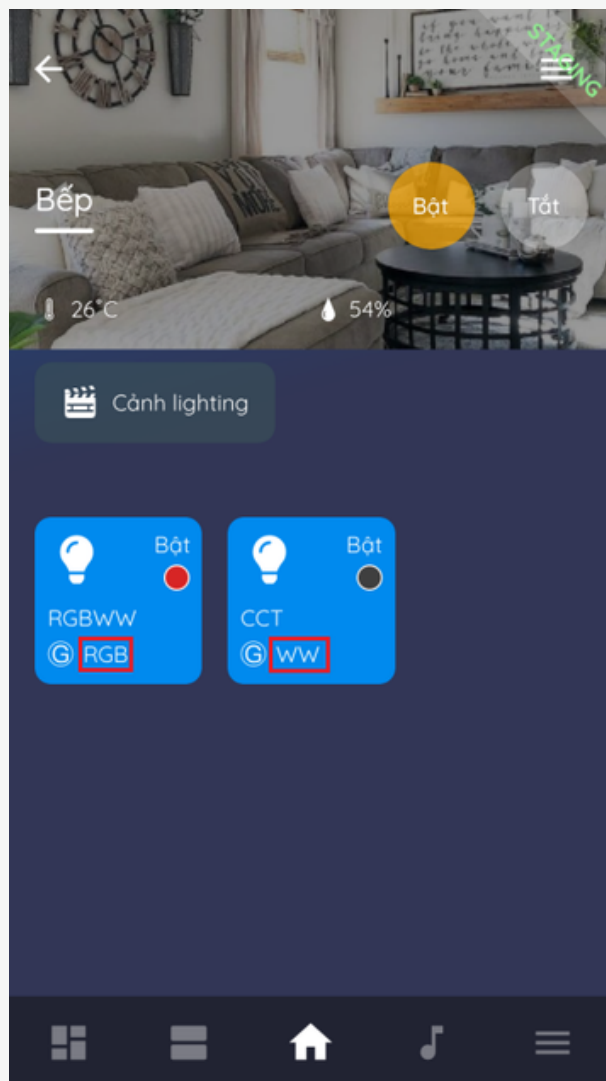 STAGING
Bếp
Bật
Tắt
26°C
54%
Cảnh lighting
Bật
RGBWW
G RGB
Bật
CCT
G WW